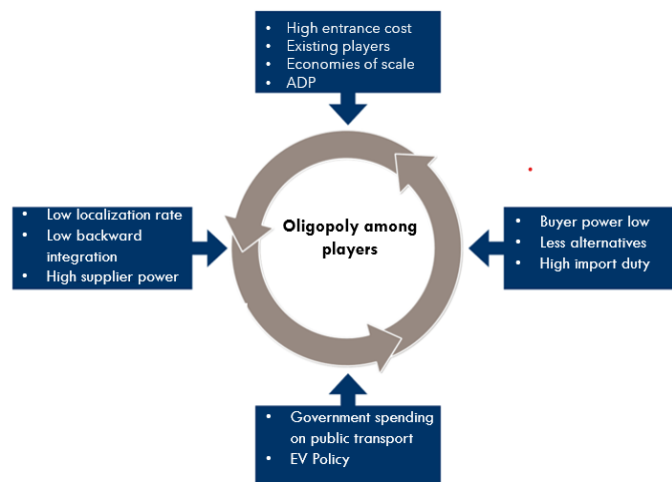 High entrance cost
Existing players
Economies of scale
ADP
Low localization rate
Low backward
integration
High supplier power
Oligopoly among
players
Buyer power low
Less alternatives
High import duty
Government spending
on public transport
EV Policy